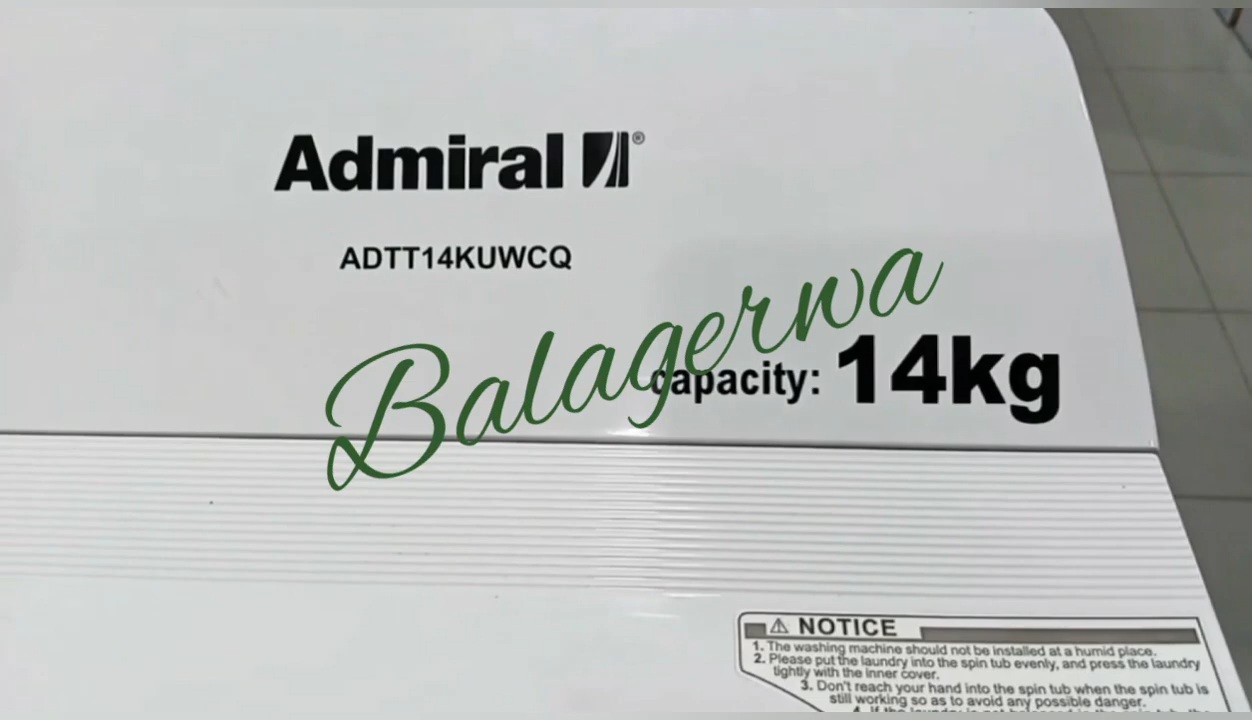 Admiral ®
ADTT14KUWCQ
Balagerwa
capacity: 14kg
⚠ NOTICE
1. The washing machine should not be installed at a humid place.
2. Please put the laundry into the spin tub evenly, and press the laundry
tightly with the inner cover.
3. Don't reach your hand into the spin tub when the spin tub is
still working so as to avoid any possible danger.